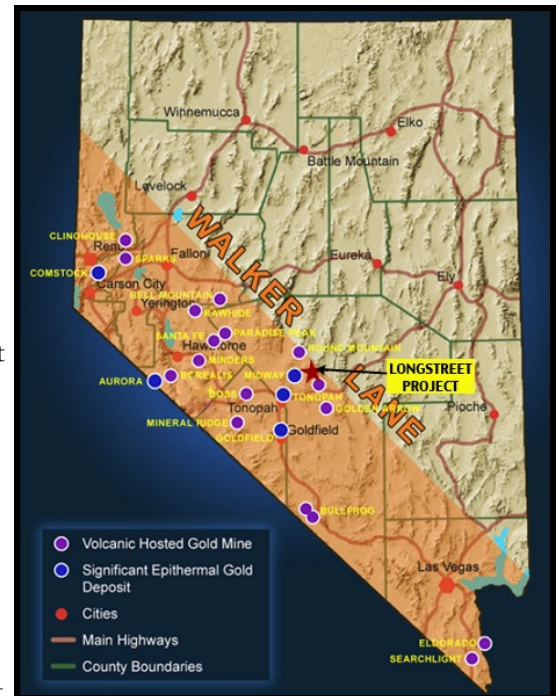 Winnemucca
Elko
Battle Mountain
Lovelock
WALKER
LANE
CLINGHOUSE
Reno
SPARKS
Fallon
Eureka
Ely
COMSTOCK
Carson City
BELL MOUNTAIN
Yerington
RAWHIDE
SANTA FE
PARADISE PEAK
Hawthorne
ROUND MOUNTAIN
MINDERS
LONGSTREET
PROJECT
AURORA
BOREALIS
MIDWAY
BOSS
TONOPAH
Tonopah
GOLDEN ARROW
Pioche
MINERAL RIDGE
Goldfield
GOLDFIELD
BULLFROG
Volcanic Hosted Gold Mine
Significant Epithermal Gold
Deposit
Cities
Main Highways
County Boundaries
Las Vegas
ELDORADO
SEARCHLIGHT